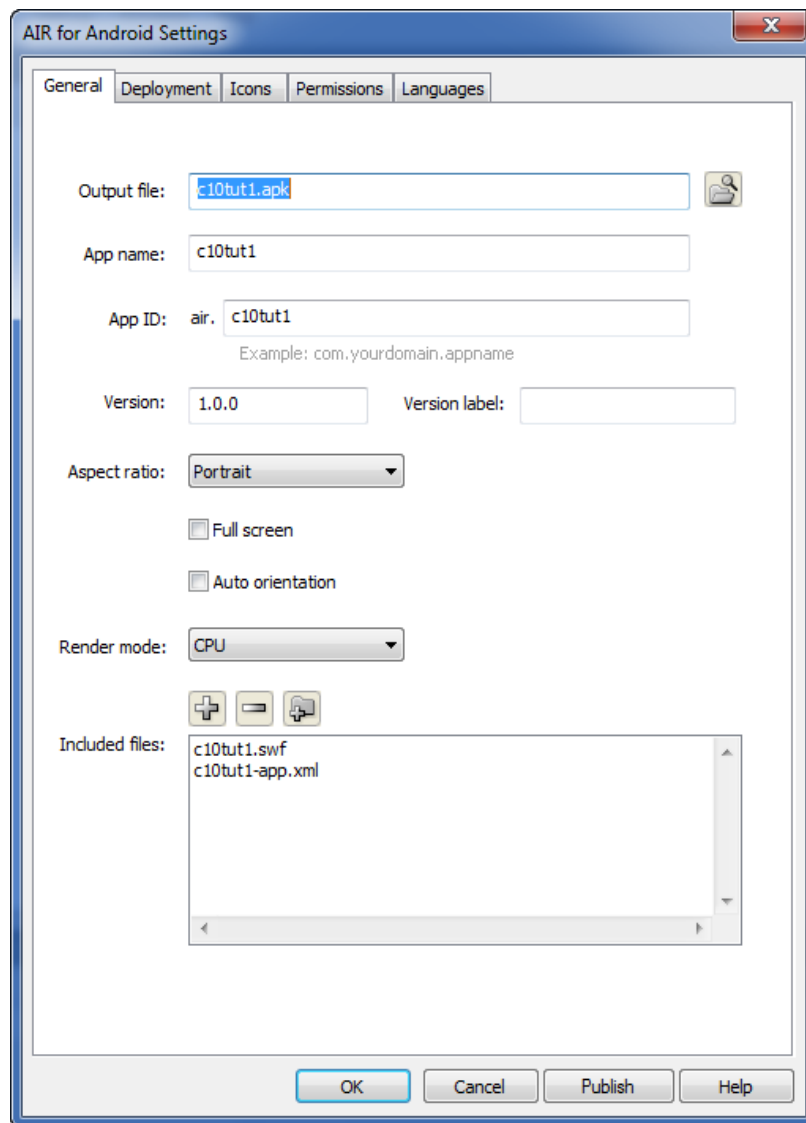 AIR for Android Settings
General Deployment Icons Permissions Languages
Output file: c10tut1.apk
App name: c10tut1
App ID: air. c10tut1
Example: com.yourdomain.appname
Version: 1.0.0 Version label:
Aspect ratio: Portrait
Full screen
Auto orientation
Render mode: CPU
Included files: c10tut1.swf
c10tut1-app.xml
OK Cancel Publish Help